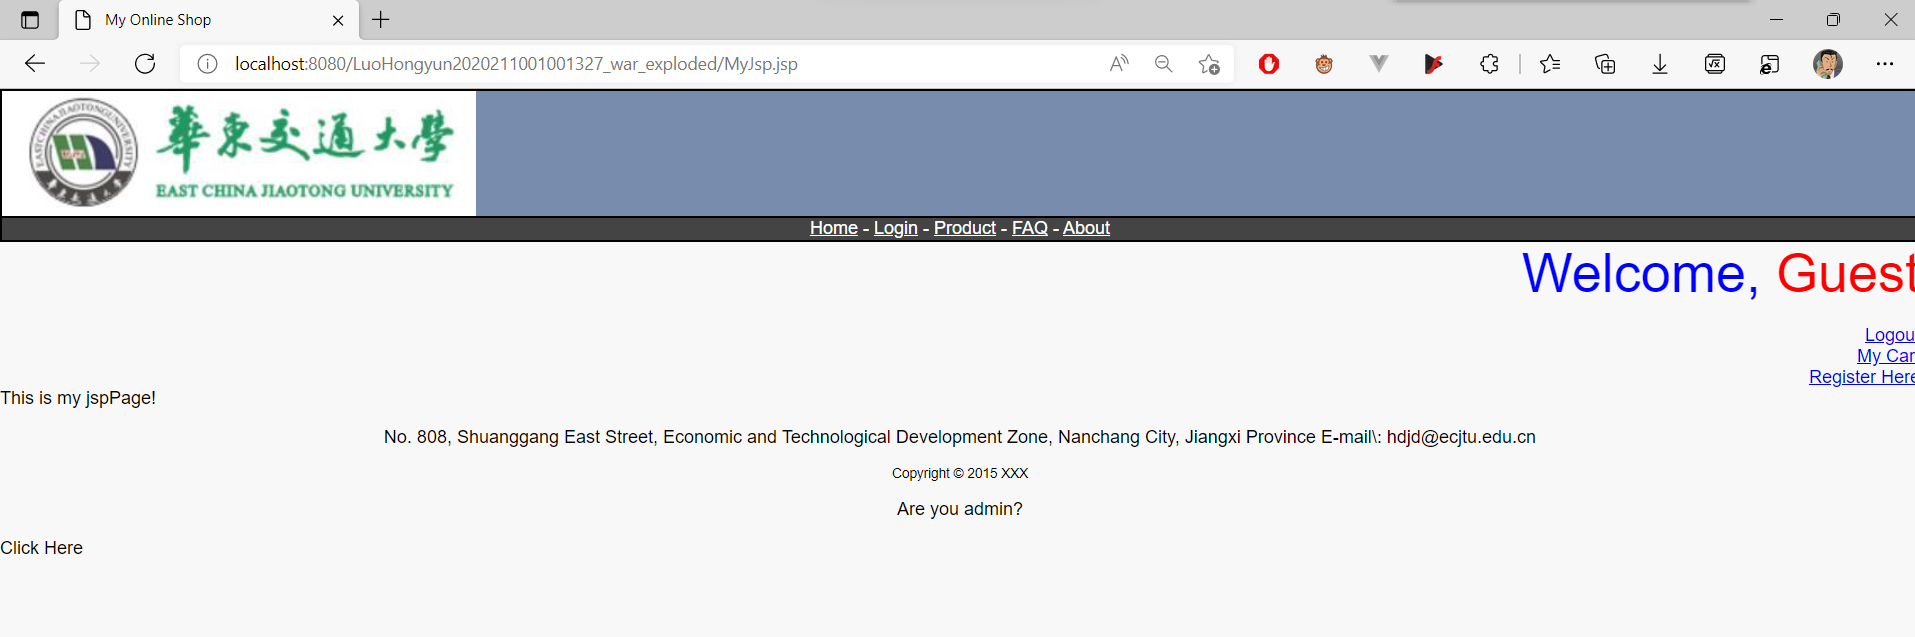 My Online Shop
localhost:8080/LuoHongyun2020211001001327_war_exploded/MyJsp.jsp
華東交通大學
EAST CHINA JIAOTONG UNIVERSITY
EASTCHINAJIAOTONGUNIVERSITY
Home - Login - Product - FAQ - About
Welcome, Guest
Logou
My Car
Register Here
This is my jspPage!
No. 808, Shuanggang East Street, Economic and Technological Development Zone, Nanchang City, Jiangxi Province E-mail\: hdjd@ecjtu.edu.cn
Copyright © 2015 XXX
Are you admin?
Click Here